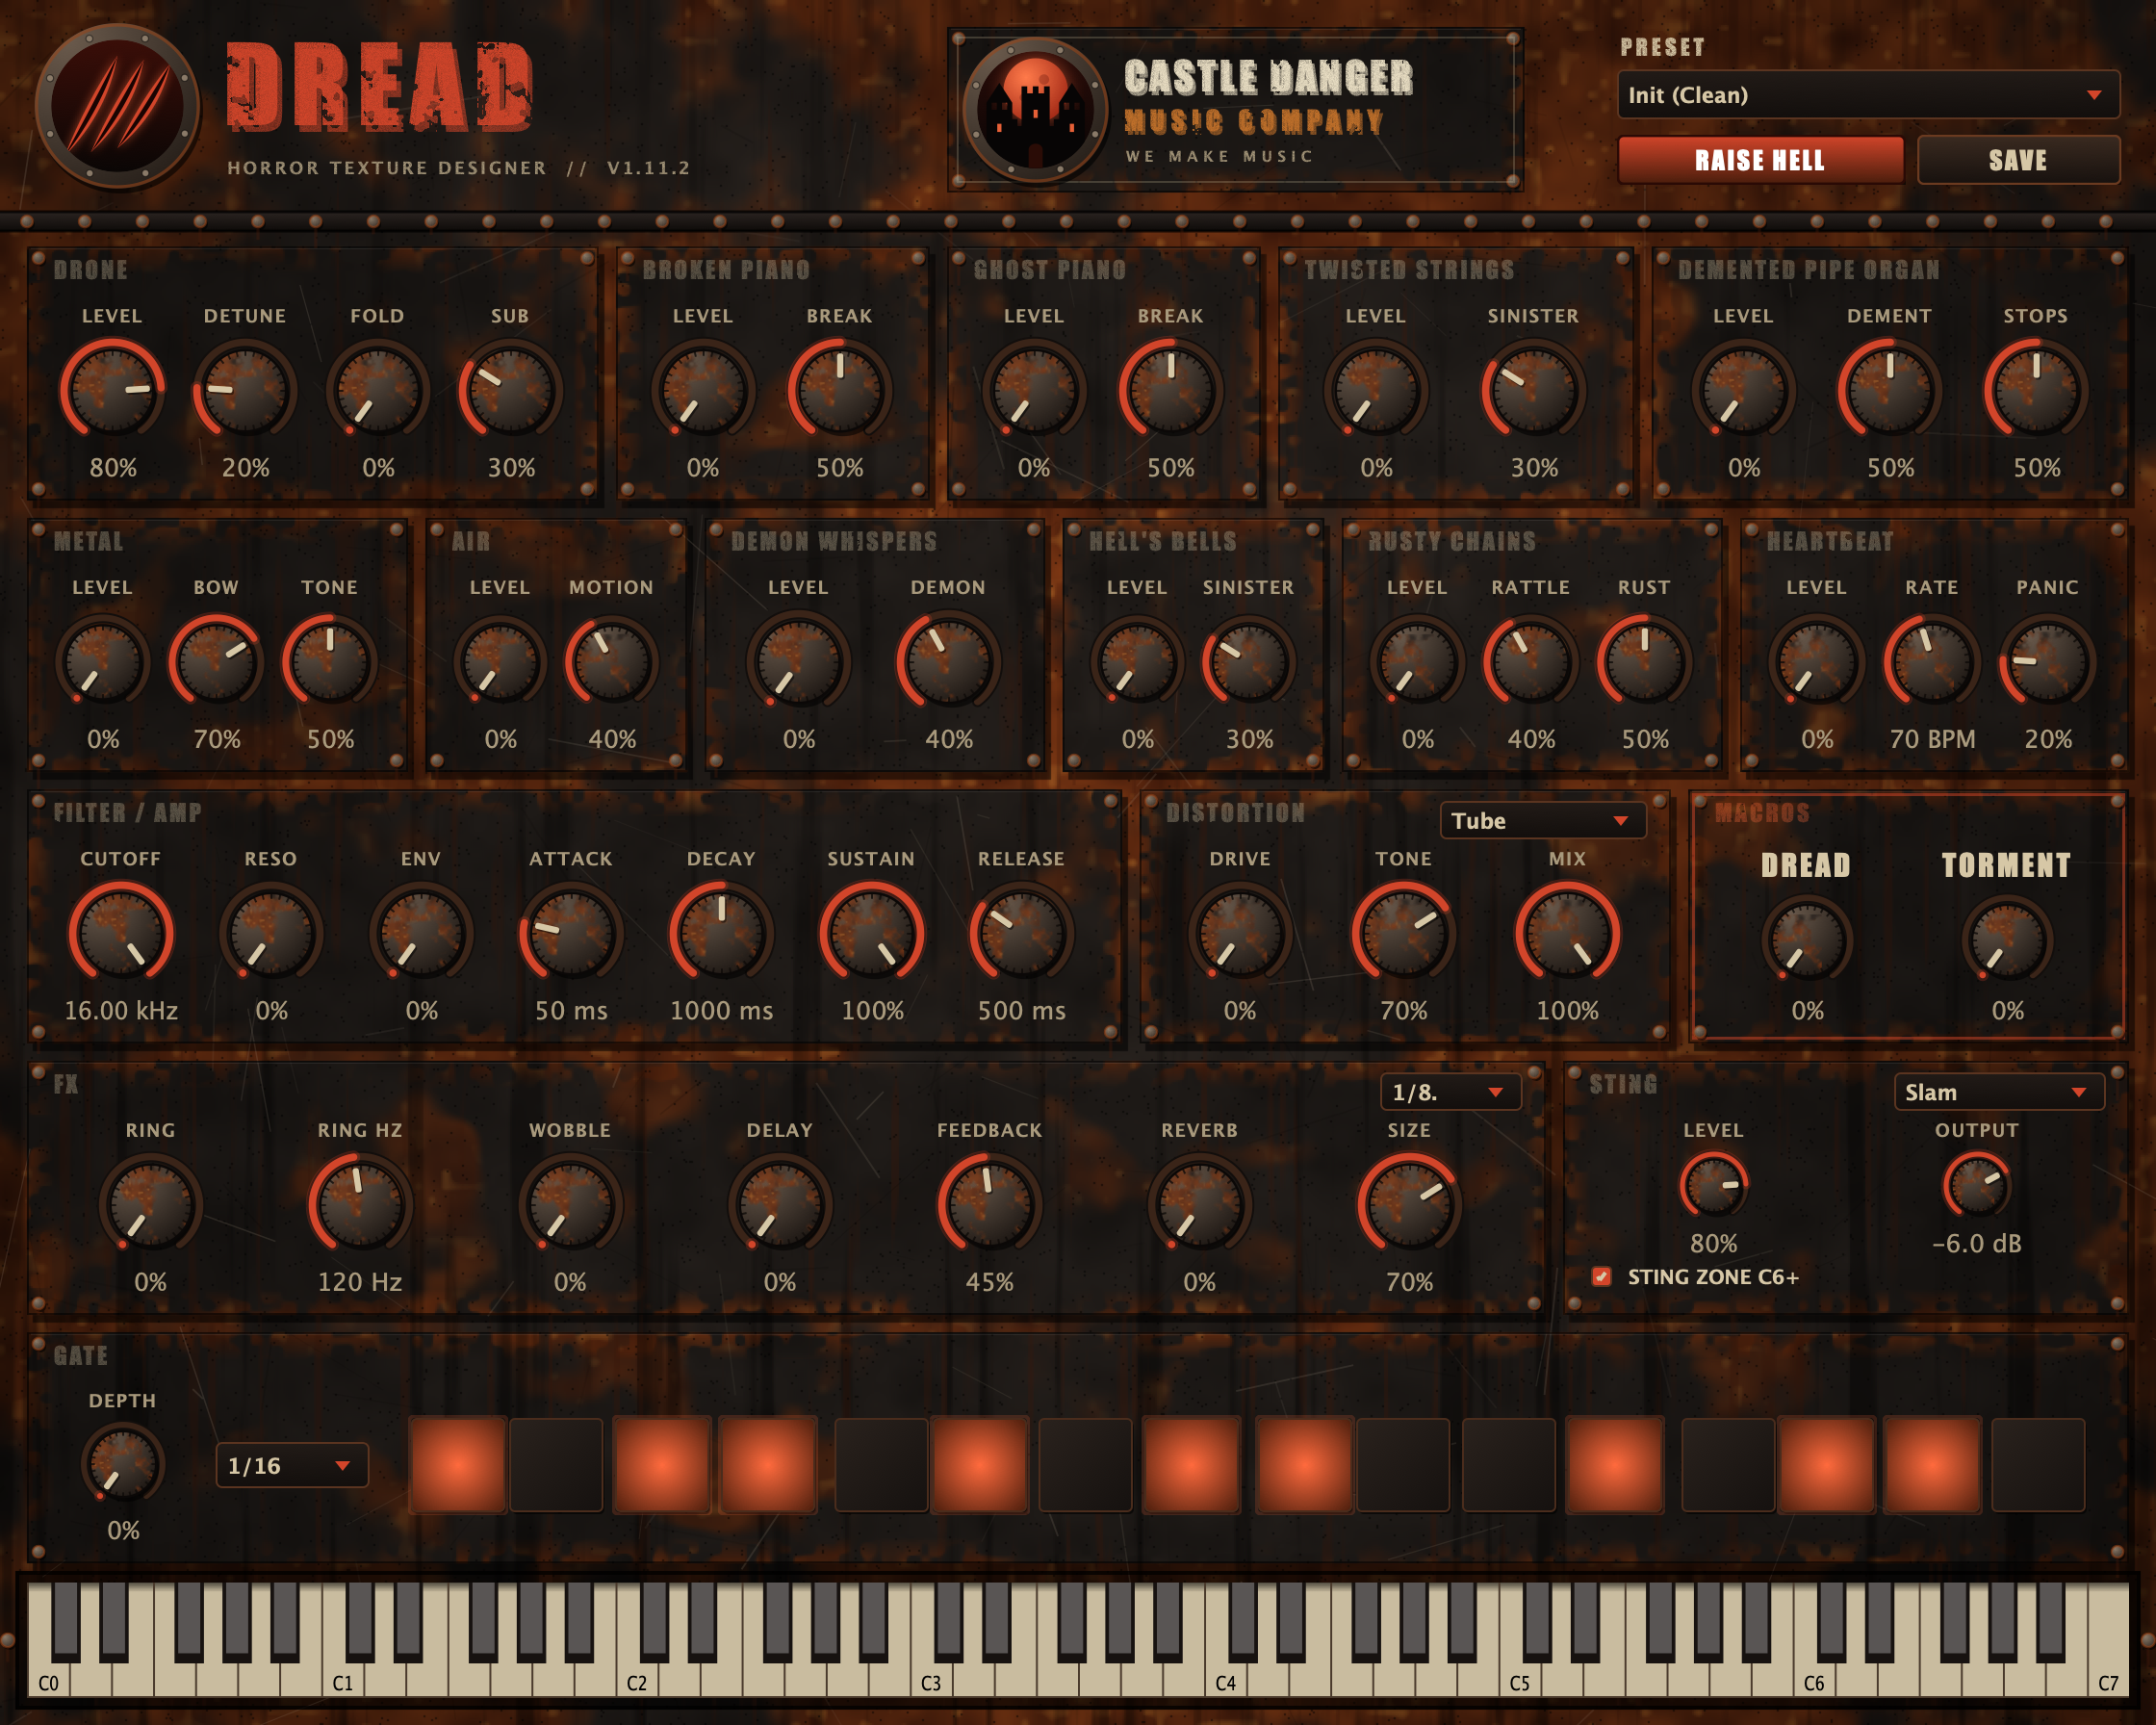 DREAD
HORROR TEXTURE DESIGNER // V1.11.2
CASTLE DANGER
MUSIC COMPANY
WE MAKE MUSIC
PRESET
Init (Clean)
RAISE HELL SAVE
DRONE
LEVEL DETUNE FOLD SUB
80% 20% 0% 30%
BROKEN PIANO
LEVEL BREAK
0% 50%
GHOST PIANO
LEVEL BREAK
0% 50%
TWISTED STRINGS
LEVEL SINISTER
0% 30%
DEMENTED PIPE ORGAN
LEVEL DEMENT STOPS
0% 50% 50%
METAL
LEVEL BOW TONE
0% 70% 50%
AIR
LEVEL MOTION
0% 40%
DEMON WHISPERS
LEVEL DEMON
0% 40%
HELL'S BELLS
LEVEL SINISTER
0% 30%
RUSTY CHAINS
LEVEL RATTLE RUST
0% 40% 50%
HEARTBEAT
LEVEL RATE PANIC
0% 70 BPM 20%
FILTER / AMP
CUTOFF RESO ENV ATTACK DECAY SUSTAIN RELEASE
16.00 kHz 0% 0% 50 ms 1000 ms 100% 500 ms
DISTORTION Tube
DRIVE TONE MIX
0% 70% 100%
MACROS
DREAD TORMENT
0% 0%
FX 1/8.
RING RING HZ WOBBLE DELAY FEEDBACK REVERB SIZE
0% 120 Hz 0% 0% 45% 0% 70%
STING Slam
LEVEL OUTPUT
80% -6.0 dB
STING ZONE C6+
GATE
DEPTH
1/16
0%
C0 C1 C2 C3 C4 C5 C6 C7